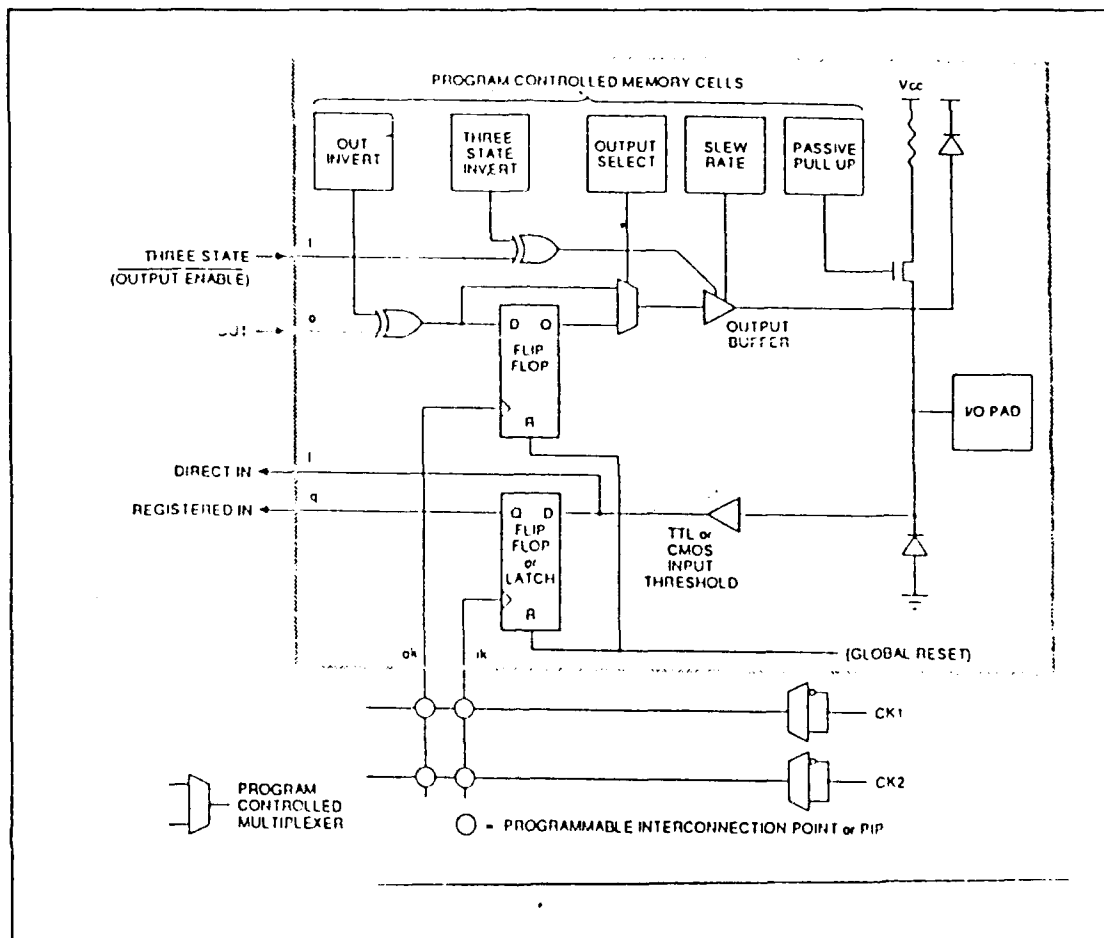 PROGRAM CONTROLLED MEMORY CELLS
Vcc
OUT
INVERT
THREE
STATE
INVERT
OUTPUT
SELECT
SLEW
RATE
PASSIVE
PULL UP
THREE STATE
(OUTPUT ENABLE)
OUT
o
D
O
FLIP
FLOP
R
OUTPUT
BUFFER
I/O PAD
DIRECT IN
REGISTERED IN
q
Q
D
FLIP
FLOP
or
LATCH
R
TTL or
CMOS
INPUT
THRESHOLD
ok
ik
(GLOBAL RESET)
CK1
CK2
PROGRAM
CONTROLLED
MULTIPLEXER
= PROGRAMMABLE INTERCONNECTION POINT or PIP